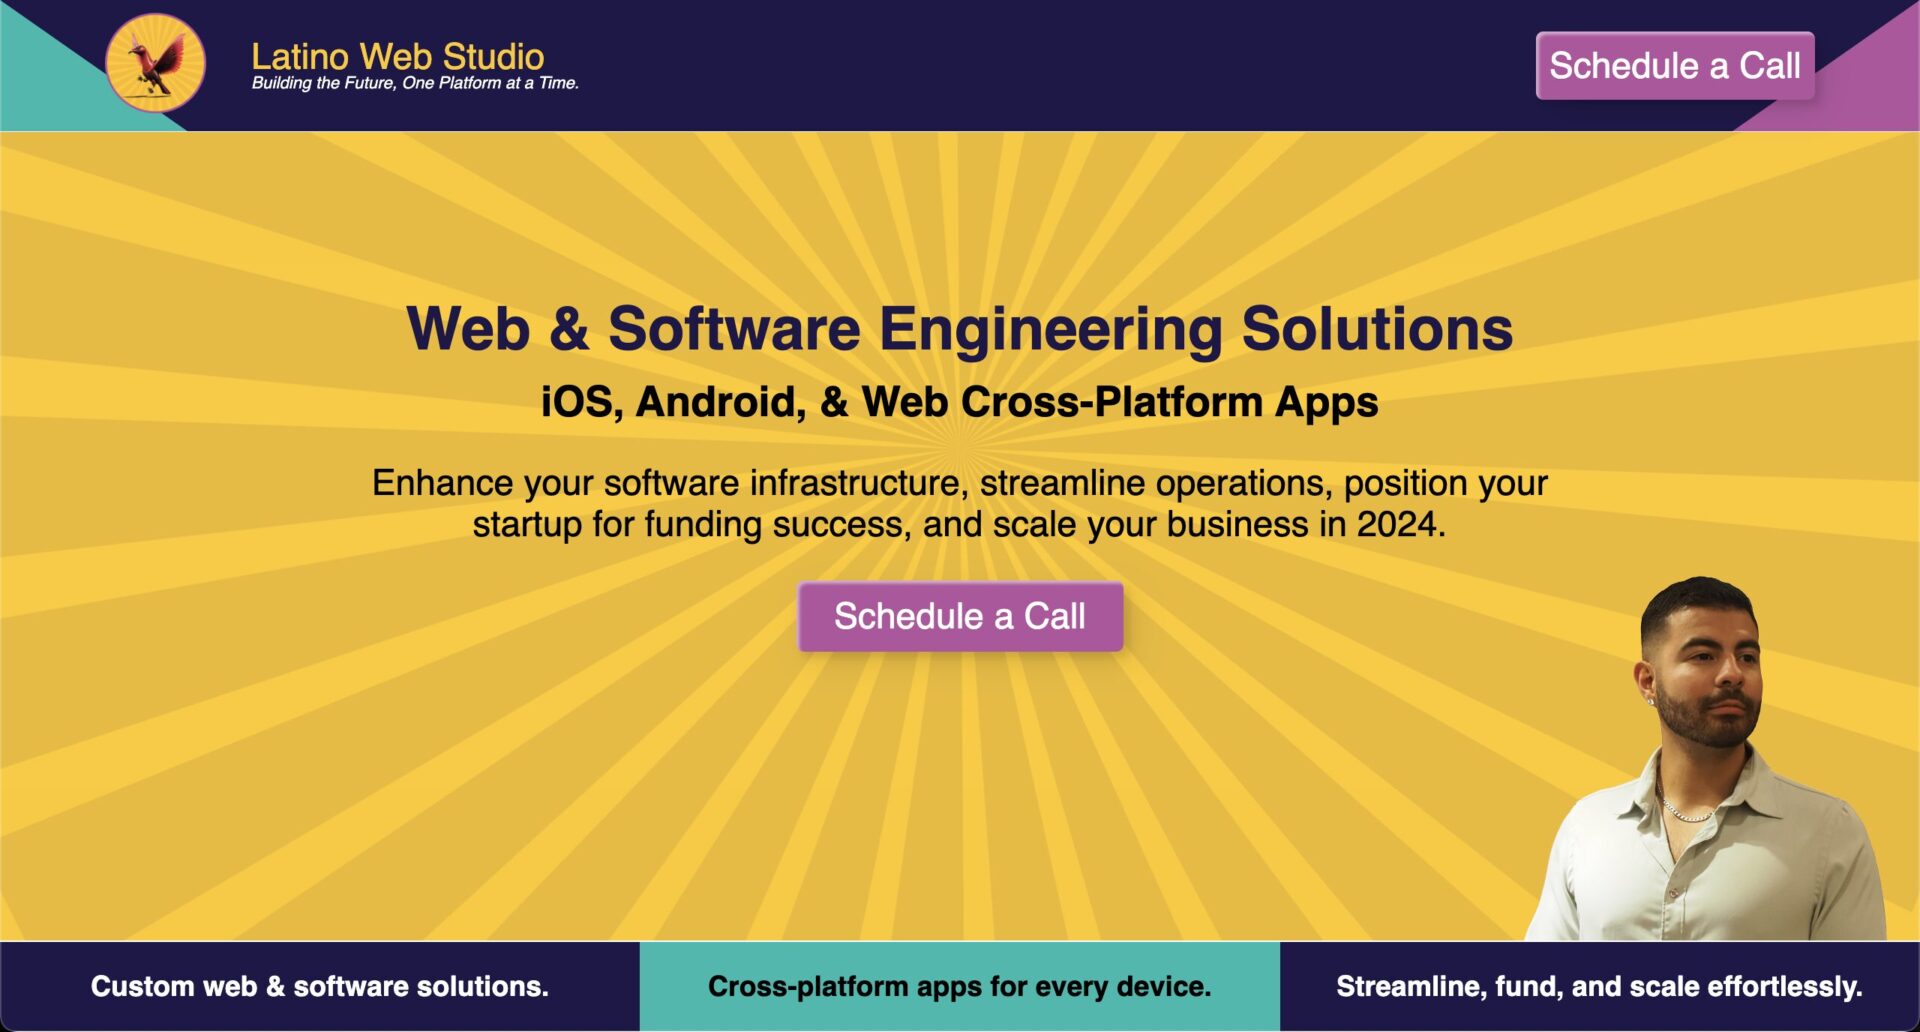 Latino Web Studio
Building the Future, One Platform at a Time.
Schedule a Call
Web & Software Engineering Solutions
iOS, Android, & Web Cross-Platform Apps
Enhance your software infrastructure, streamline operations, position your
startup for funding success, and scale your business in 2024.
Schedule a Call
Custom web & software solutions.
Cross-platform apps for every device.
Streamline, fund, and scale effortlessly.